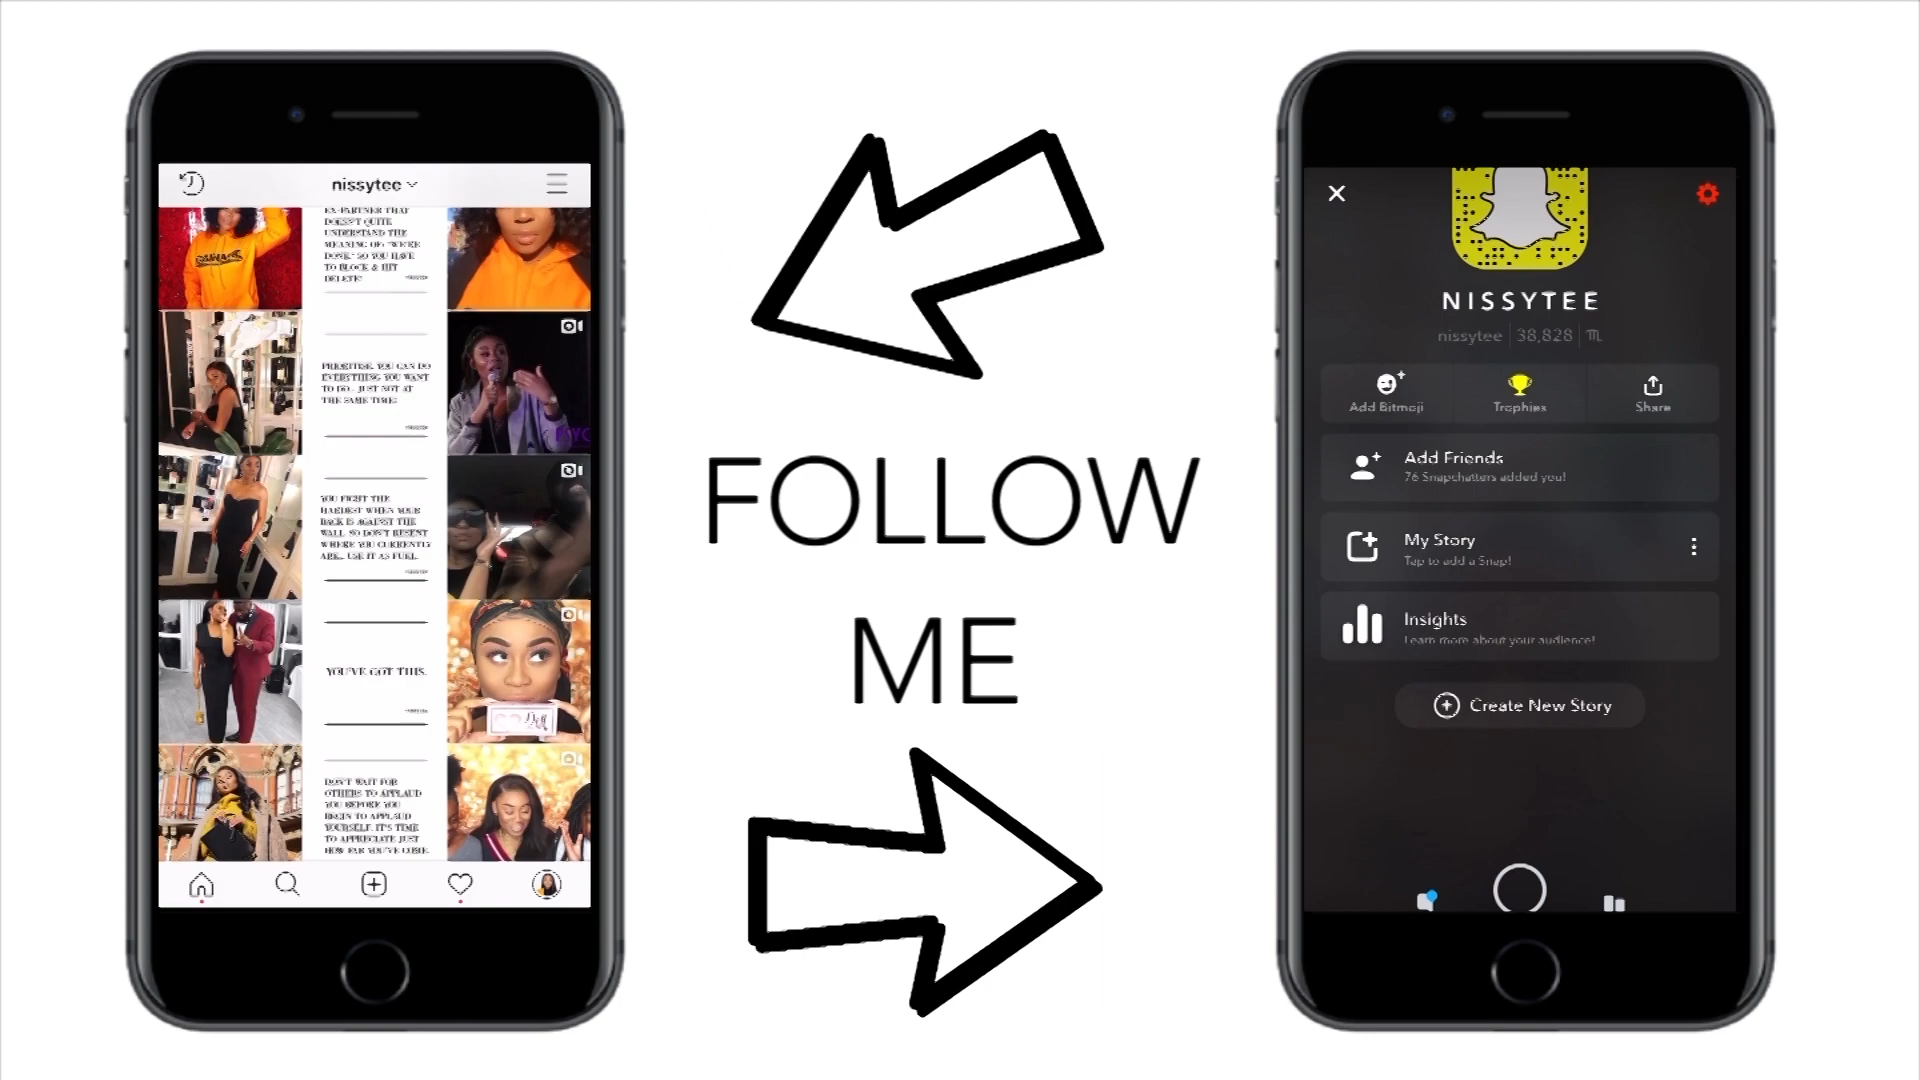 nissytee
EX-PARTNER THAT
DOESN'T QUITE
UNDERSTAND THE
MEANING OF: "WE'RE
DONE." SO YOU HAVE
TO BLOCK & HIT
DELETE!
PRIORITISE. YOU CAN DO
EVERYTHING YOU WANT
TO DO - JUST NOT AT
THE SAME TIME!
YOU FIGHT THE
HARDEST WHEN YOUR
BACK IS AGAINST THE
WALL. SO DON'T RESENT
WHERE YOU CURRENTLY
ARE... USE IT AS FUEL.
YOU'VE GOT THIS.
DON'T WAIT FOR
OTHERS TO APPLAUD
YOU BEFORE YOU
BEGIN TO APPLAUD
YOURSELF. IT'S TIME
TO APPRECIATE JUST
HOW FAR YOU'VE COME.
FOLLOW
ME
NISSYTEE
nissytee 38,828 ♏
Add Bitmoji Trophies Share
Add Friends
76 Snapchatters added you!
My Story
Tap to add a Snap!
Insights
Learn more about your audience!
Create New Story